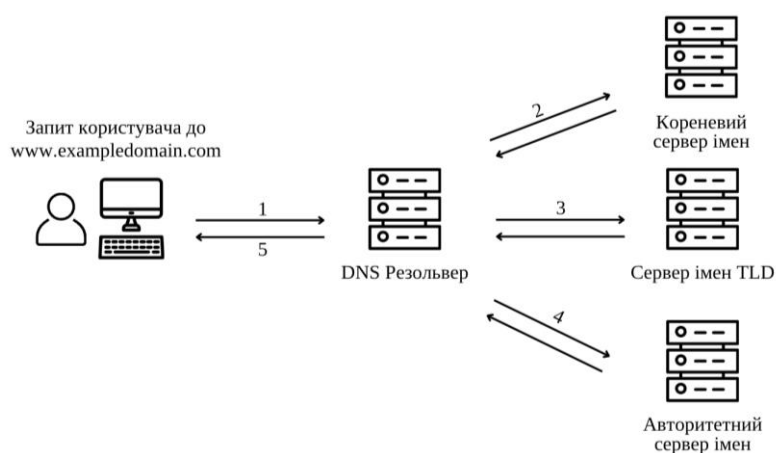 Запит користувача до
www.exampledomain.com
1
5
DNS Резольвер
2
Кореневий
сервер імен
3
Сервер імен TLD
4
Авторитетний
сервер імен